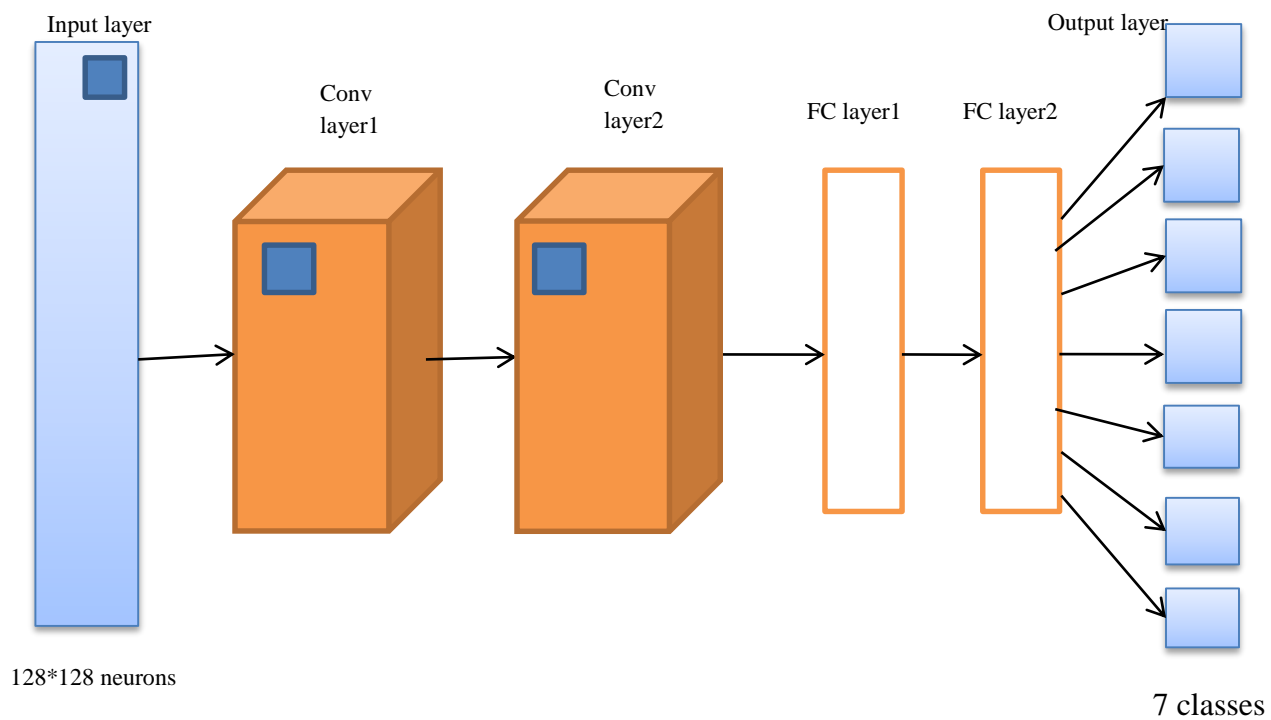 Input layer
Conv
layer1
Conv
layer2
FC layer1
FC layer2
Output layer
128*128 neurons
7 classes